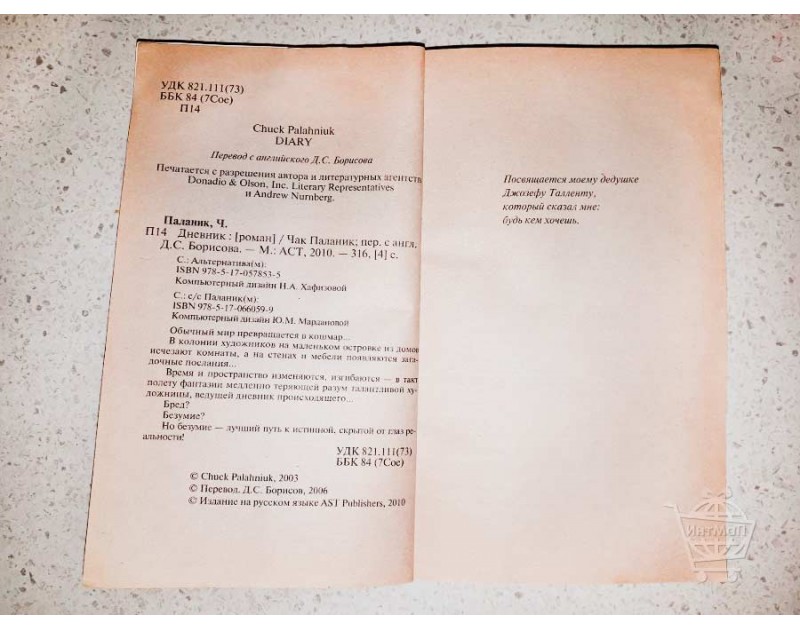 УДК 821.111(73)
ББК 84 (7Сое)
П14
Chuck Palahniuk
DIARY
Перевод с английского Д.С. Борисова
Печатается с разрешения автора и литературных агентств
Donadio & Olson, Inc. Literary Representatives
и Andrew Nurnberg.
Паланик, Ч.
П14 Дневник : [роман] / Чак Паланик; пер. с англ.
Д.С. Борисова. — М.: АСТ, 2010. — 316, [4] с.
С.: Альтернатива(м):
ISBN 978-5-17-057853-5
Компьютерный дизайн Н.А. Хафизовой
С.: с/с Паланик(м):
ISBN 978-5-17-066059-9
Компьютерный дизайн Ю.М. Мардановой
Обычный мир превращается в кошмар...
В колонии художников на маленьком островке из домов
исчезают комнаты, а на стенах и мебели появляются зага-
дочные послания...
Время и пространство изменяются, изгибаются — в такт
полету фантазии медленно теряющей разум талантливой ху-
дожницы, ведущей дневник происходящего...
Бред?
Безумие?
Но безумие — лучший путь к истинной, скрытой от глаз ре-
альности!
УДК 821.111(73)
ББК 84 (7Сое)
© Chuck Palahniuk, 2003
© Перевод. Д.С. Борисов, 2006
© Издание на русском языке AST Publishers, 2010
Посвящается моему дедушке
Джозефу Талленту,
который сказал мне:
будь кем хочешь.
ИнтМаП